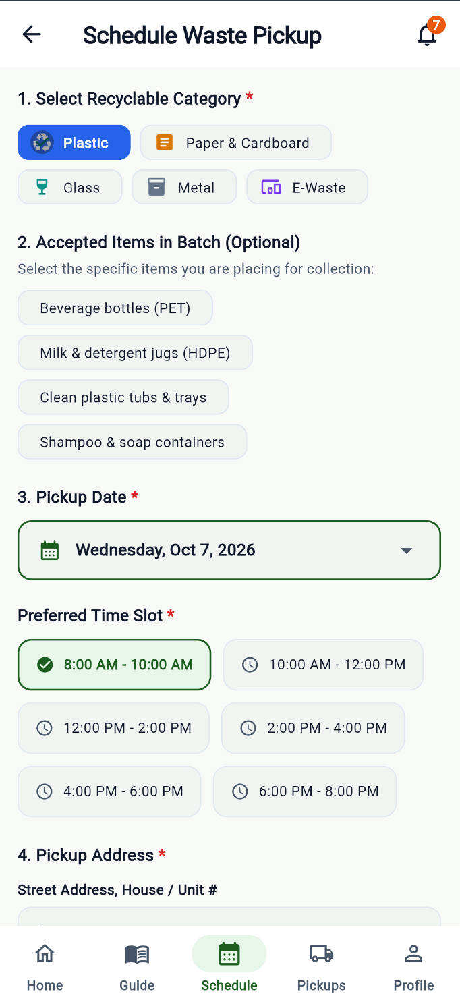 Schedule Waste Pickup
7
1. Select Recyclable Category *
Plastic
Paper & Cardboard
Glass
Metal
E-Waste
2. Accepted Items in Batch (Optional)
Select the specific items you are placing for collection:
Beverage bottles (PET)
Milk & detergent jugs (HDPE)
Clean plastic tubs & trays
Shampoo & soap containers
3. Pickup Date *
Wednesday, Oct 7, 2026
Preferred Time Slot *
8:00 AM - 10:00 AM
10:00 AM - 12:00 PM
12:00 PM - 2:00 PM
2:00 PM - 4:00 PM
4:00 PM - 6:00 PM
6:00 PM - 8:00 PM
4. Pickup Address *
Street Address, House / Unit #
Home
Guide
Schedule
Pickups
Profile